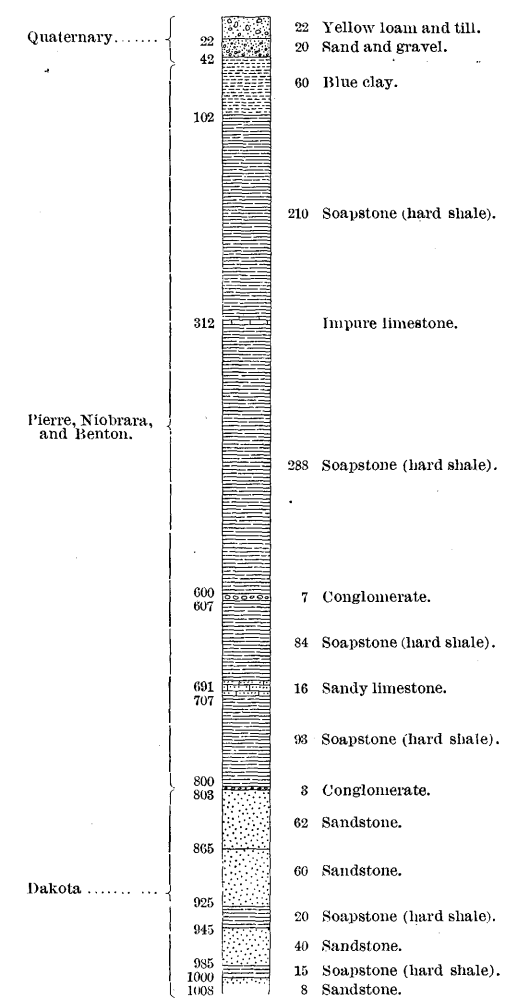 22 Yellow loam and till.
Quaternary.......
22
20 Sand and gravel.
42
60 Blue clay.
102
210 Soapstone (hard shale).
312 Impure limestone.
Pierre, Niobrara,
and Benton.
288 Soapstone (hard shale).
600
7 Conglomerate.
607
84 Soapstone (hard shale).
691
16 Sandy limestone.
707
93 Soapstone (hard shale).
800
3 Conglomerate.
803
62 Sandstone.
865
60 Sandstone.
Dakota ..........
925
20 Soapstone (hard shale).
945
40 Sandstone.
985
15 Soapstone (hard shale).
1000
1008
8 Sandstone.